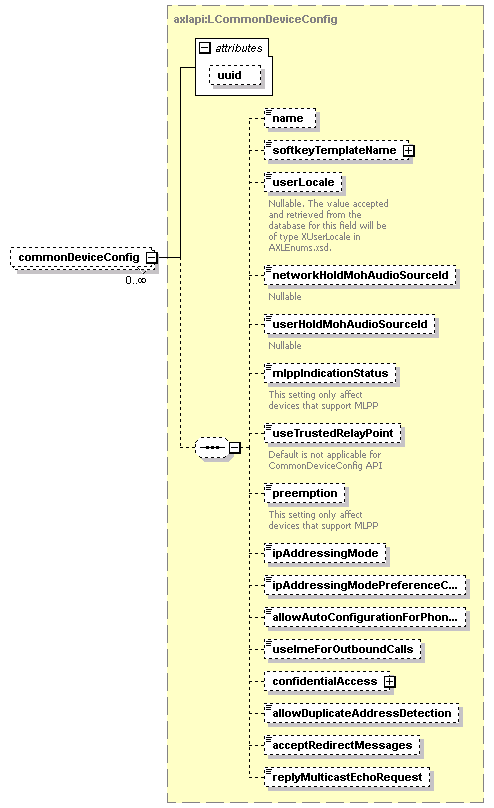 axlapi:LCommonDeviceConfig
attributes
uuid
name
softkeyTemplateName
userLocale
Nullable. The value accepted
and retrieved from the
database for this field will be
of type XUserLocale in
AXLEnums.xsd.
commonDeviceConfig
0..∞
networkHoldMohAudioSourceId
Nullable
userHoldMohAudioSourceId
Nullable
mlppIndicationStatus
This setting only affect
devices that support MLPP
useTrustedRelayPoint
Default is not applicable for
CommonDeviceConfig API
preemption
This setting only affect
devices that support MLPP
ipAddressingMode
ipAddressingModePreferenceC...
allowAutoConfigurationForPhon...
useImeForOutboundCalls
confidentialAccess
allowDuplicateAddressDetection
acceptRedirectMessages
replyMulticastEchoRequest